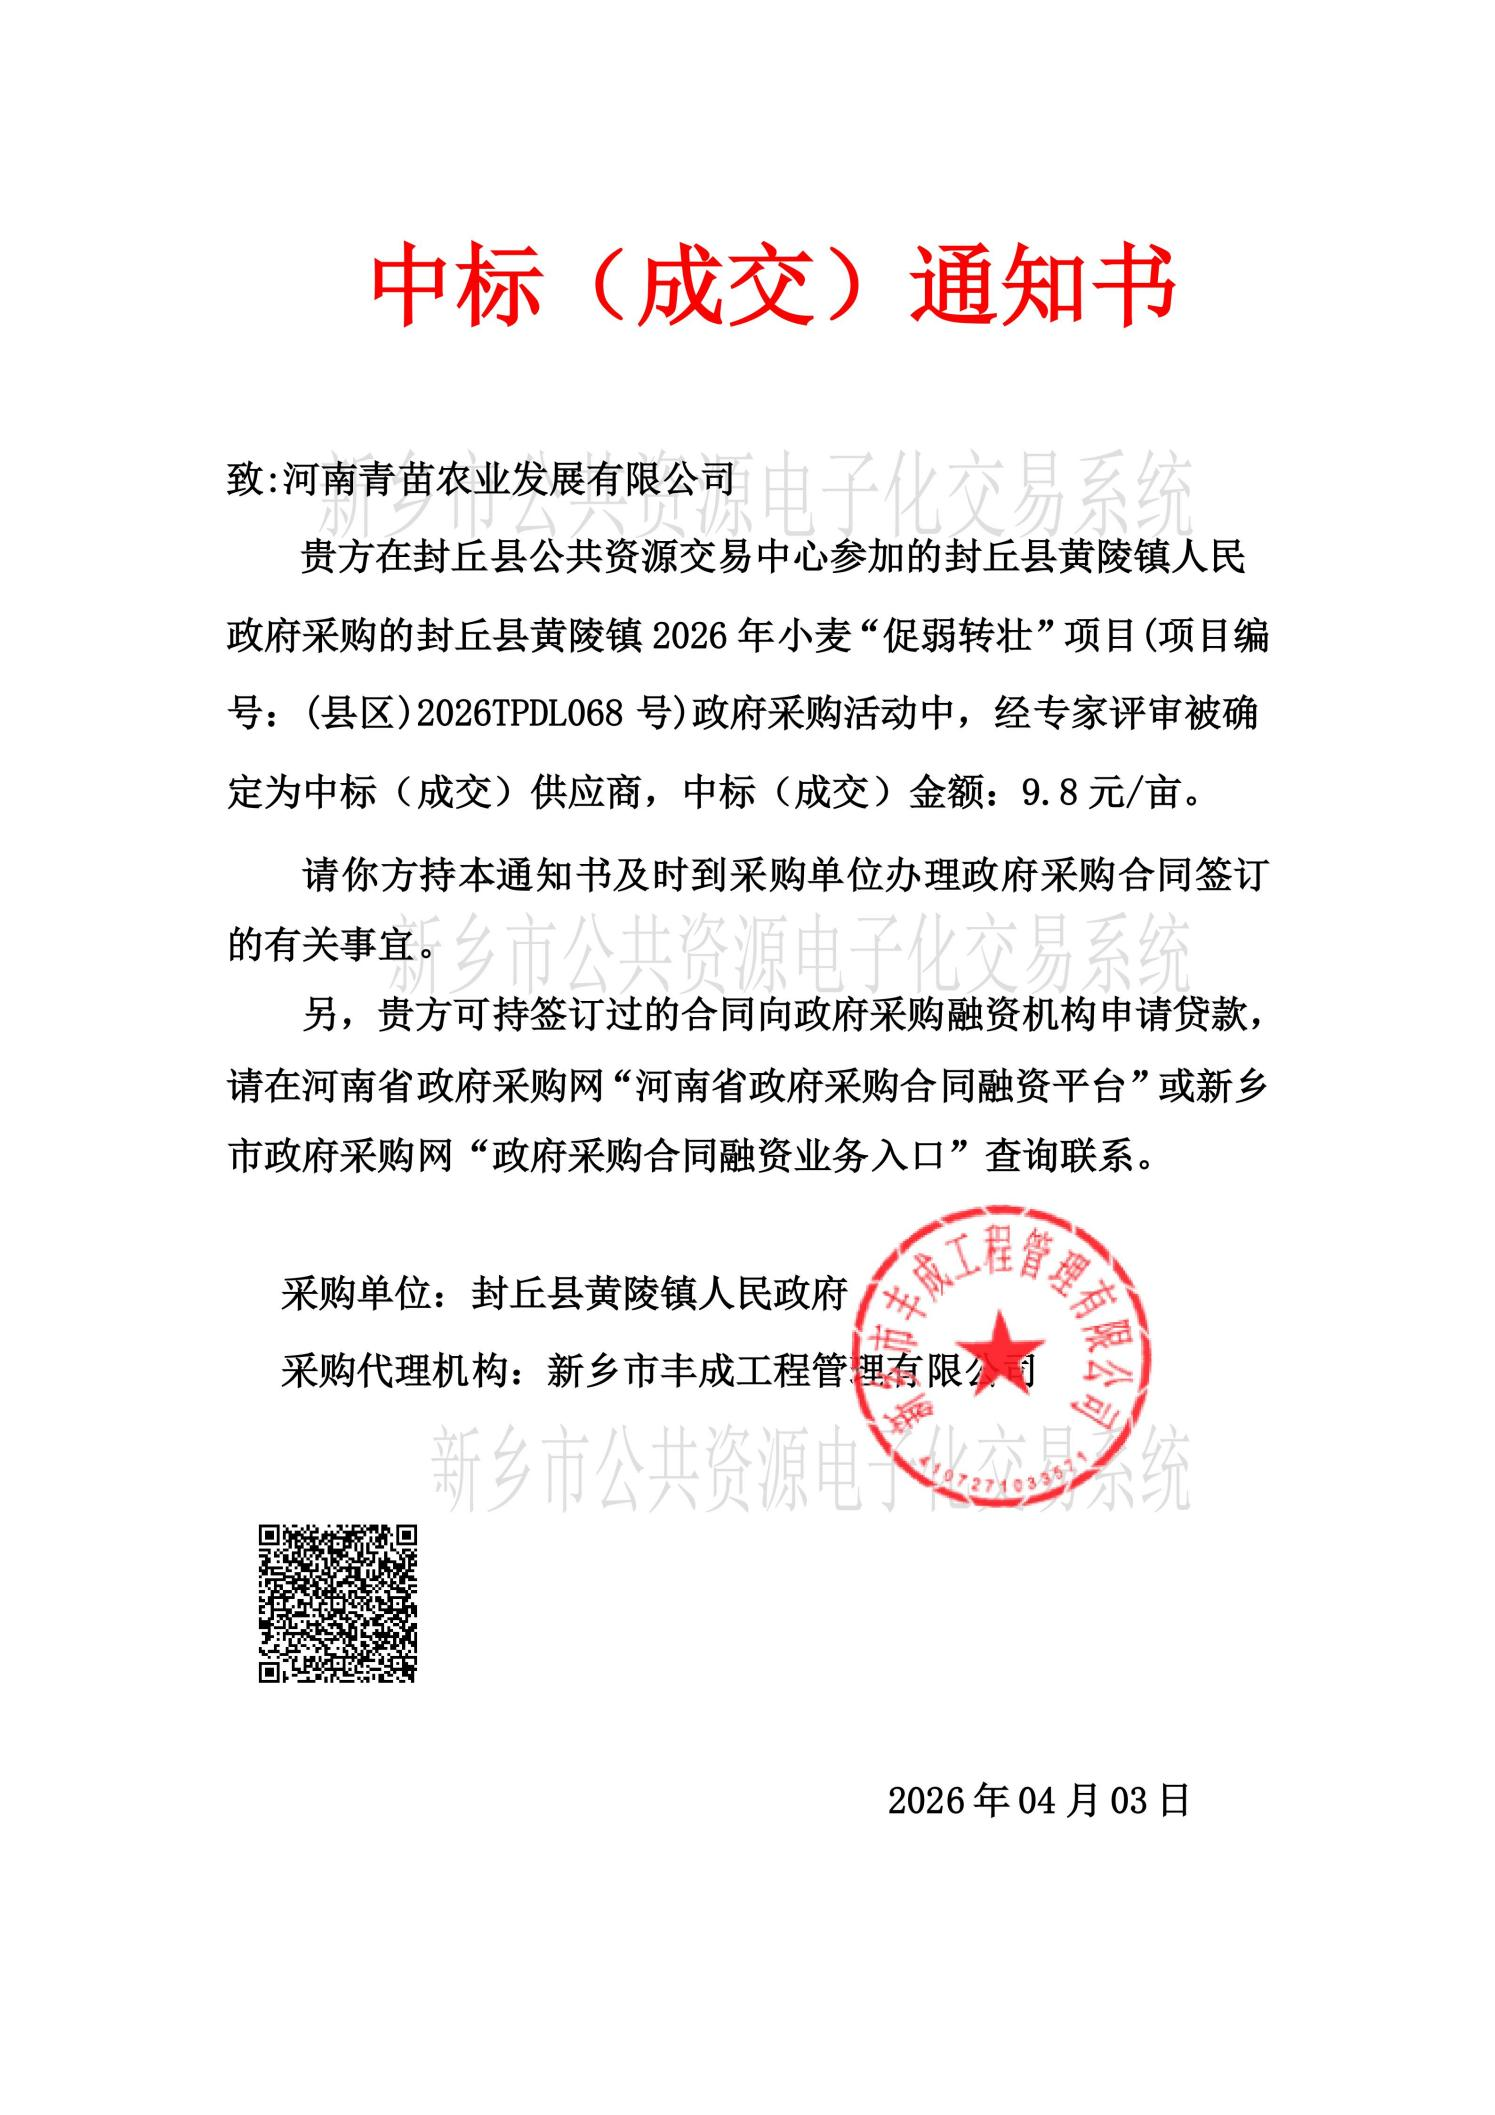 中标（成交）通知书
新乡市公共资源电子化交易系统
致:河南青苗农业发展有限公司
贵方在封丘县公共资源交易中心参加的封丘县黄陵镇人民
政府采购的封丘县黄陵镇2026年小麦“促弱转壮”项目(项目编
号：(县区)2026TPDL068号)政府采购活动中，经专家评审被确
定为中标（成交）供应商，中标（成交）金额：9.8元/亩。
请你方持本通知书及时到采购单位办理政府采购合同签订
的有关事宜。
新乡市公共资源电子化交易系统
另，贵方可持签订过的合同向政府采购融资机构申请贷款，
请在河南省政府采购网“河南省政府采购合同融资平台”或新乡
市政府采购网“政府采购合同融资业务入口”查询联系。
采购单位：封丘县黄陵镇人民政府
采购代理机构：新乡市丰成工程管理有限公司
新乡市丰成工程管理有限公司
4107271033571
新乡市公共资源电子化交易系统
2026年04月03日